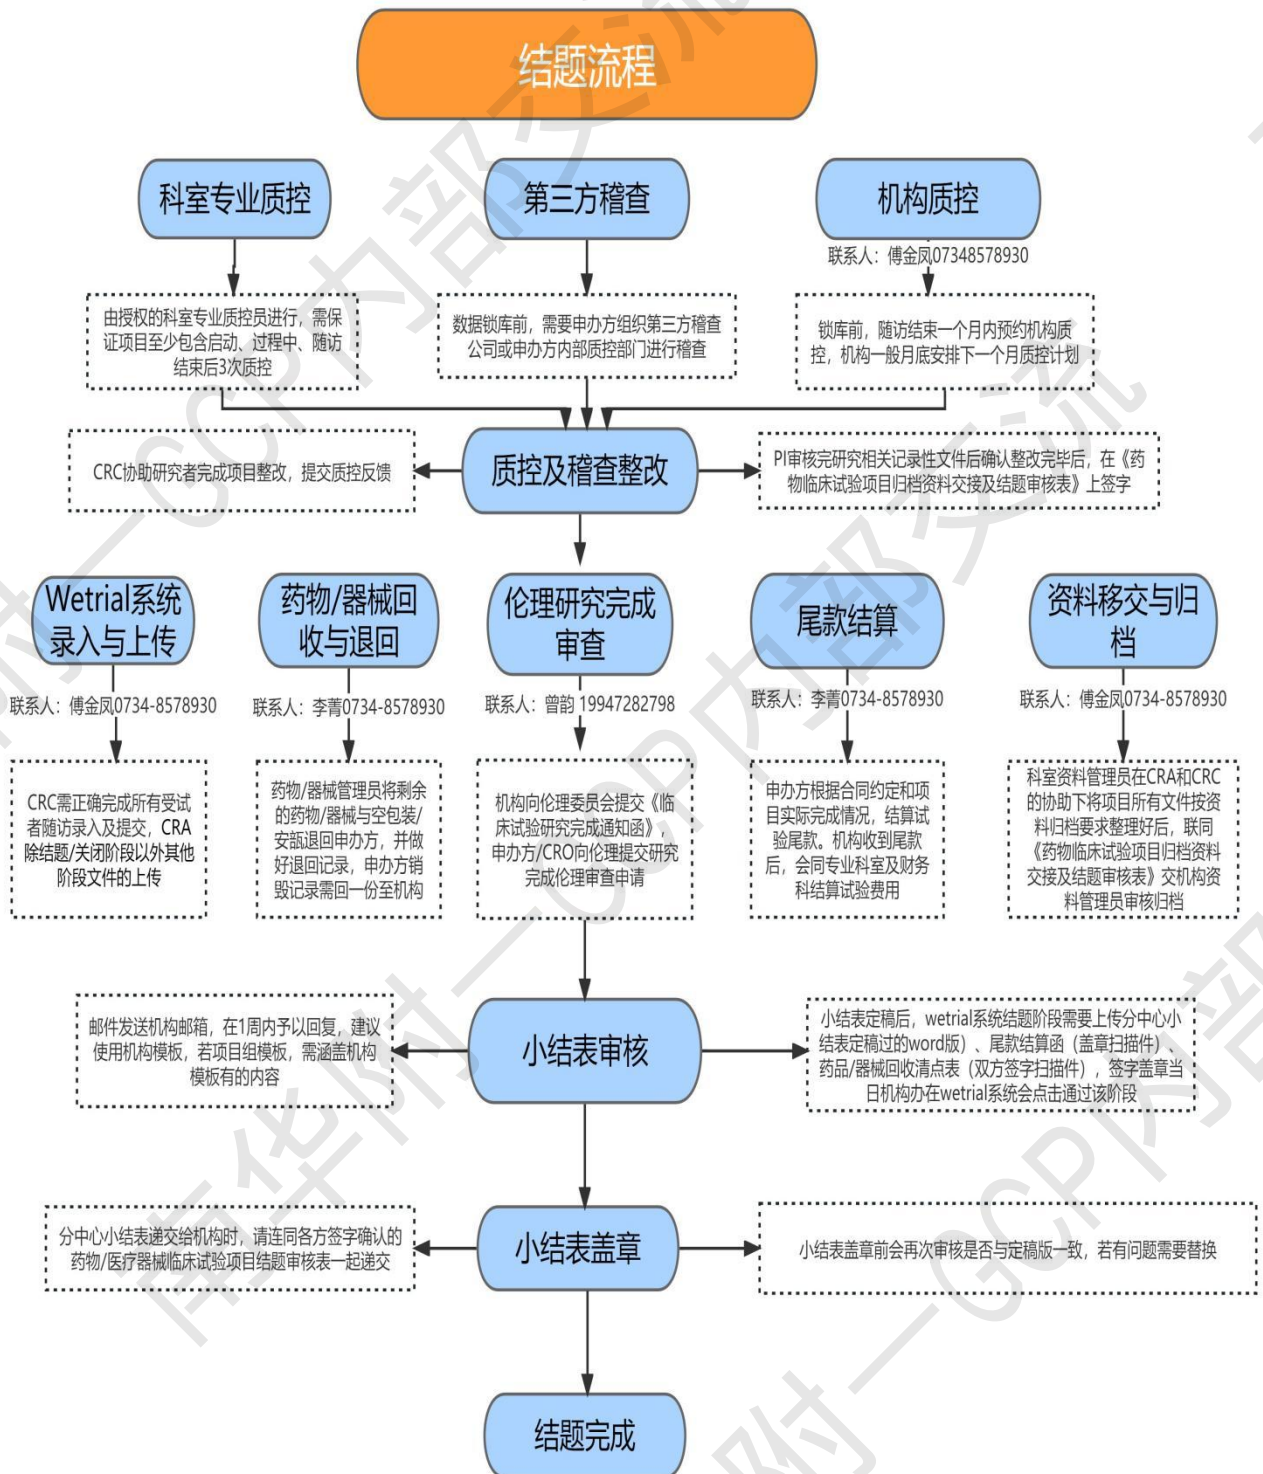 结题流程
科室专业质控
第三方稽查
机构质控
联系人：傅金凤07348578930
由授权的科室专业质控员进行，需保
证项目至少包含启动、过程中、随访
结束后3次质控
数据锁库前，需要申办方组织第三方稽查
公司或申办方内部质控部门进行稽查
锁库前，随访结束一个月内预约机构质
控，机构一般月底安排下一个月质控计划
CRC协助研究者完成项目整改，提交质控反馈
质控及稽查整改
PI审核完研究相关记录性文件后确认整改完毕后，在《药
物临床试验项目归档资料交接及结题审核表》上签字
Wetrial系统
录入与上传
药物/器械回
收与退回
伦理研究完成
审查
尾款结算
资料移交与归
档
联系人：傅金凤0734-8578930
联系人：李菁0734-8578930
联系人：曾韵 19947282798
联系人：李菁0734-8578930
联系人：傅金凤0734-8578930
CRC需正确完成所有受试
者随访录入及提交，CRA
除结题/关闭阶段以外其他
阶段文件的上传
药物/器械管理员将剩余
的药物/器械与空包装/
安瓿退回申办方，并做
好退回记录，申办方销
毁记录需回一份至机构
机构向伦理委员会提交《临
床试验研究完成通知函》，
申办方/CRO向伦理提交研究
完成伦理审查申请
申办方根据合同约定和项
目实际完成情况，结算试
验尾款。机构收到尾款
后，会同专业科室及财务
科结算试验费用
科室资料管理员在CRA和CRC
的协助下将项目所有文件按资
料归档要求整理好后，联同
《药物临床试验项目归档资料
交接及结题审核表》交机构资
料管理员审核归档
邮件发送机构邮箱，在1周内予以回复，建议
使用机构模板，若项目组模板，需涵盖机构
模板有的内容
小结表审核
小结表定稿后，wetrial系统结题阶段需要上传分中心小
结表定稿过的word版）、尾款结算函（盖章扫描件）、
药品/器械回收清点表（双方签字扫描件），签字盖章当
日机构办在wetrial系统会点击通过该阶段
分中心小结表递交给机构时，请连同各方签字确认的
药物/医疗器械临床试验项目结题审核表一起递交
小结表盖章
小结表盖章前会再次审核是否与定稿版一致，若有问题需要替换
结题完成
南华附一GCP内部交流